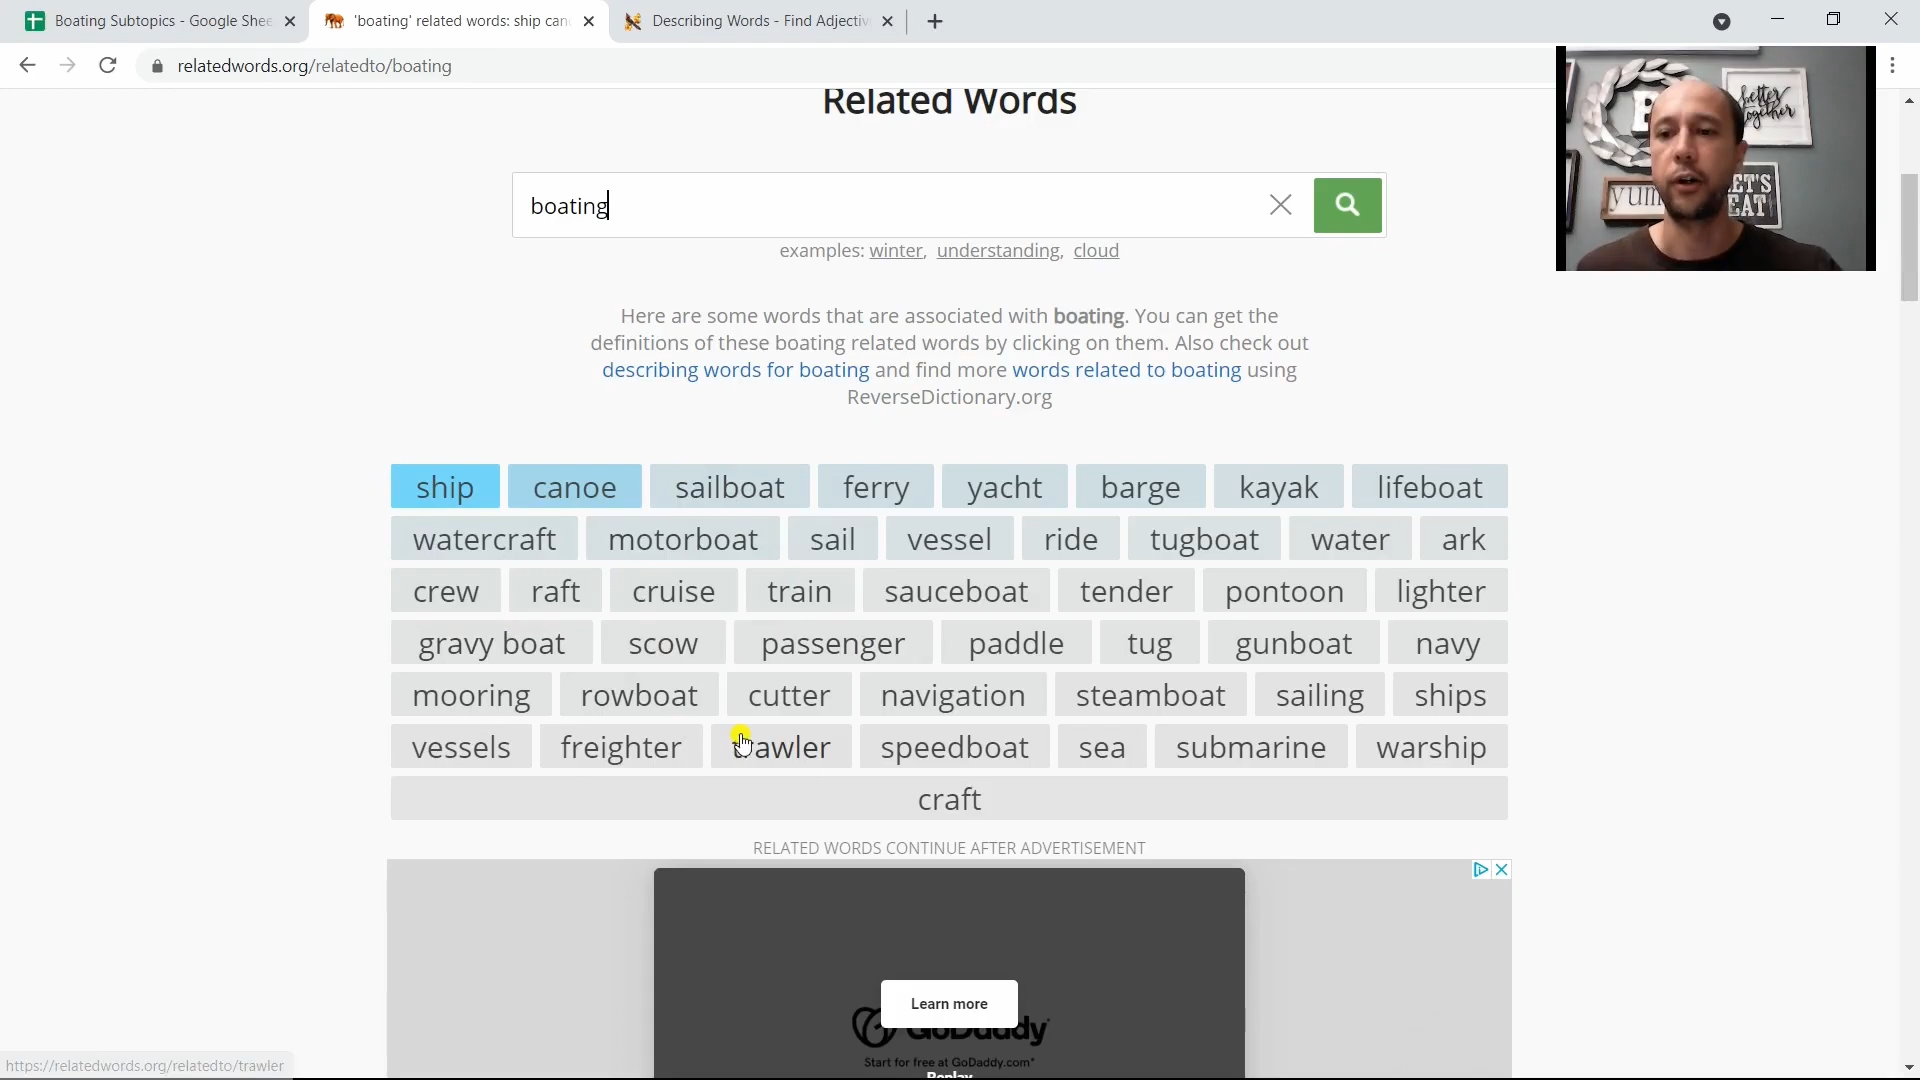 Boating Subtopics - Google Shee
'boating' related words: ship can
Describing Words - Find Adjectiv
relatedwords.org/relatedto/boating
Related Words
better together
yum
LET'S
EAT
boating
examples: winter, understanding, cloud
Here are some words that are associated with boating. You can get the
definitions of these boating related words by clicking on them. Also check out
describing words for boating and find more words related to boating using
ReverseDictionary.org
ship canoe sailboat ferry yacht barge kayak lifeboat
watercraft motorboat sail vessel ride tugboat water ark
crew raft cruise train sauceboat tender pontoon lighter
gravy boat scow passenger paddle tug gunboat navy
mooring rowboat cutter navigation steamboat sailing ships
vessels freighter trawler speedboat sea submarine warship
craft
RELATED WORDS CONTINUE AFTER ADVERTISEMENT
Learn more
GoDaddy
Start for free at GoDaddy.com*
Replay
https://relatedwords.org/relatedto/trawler